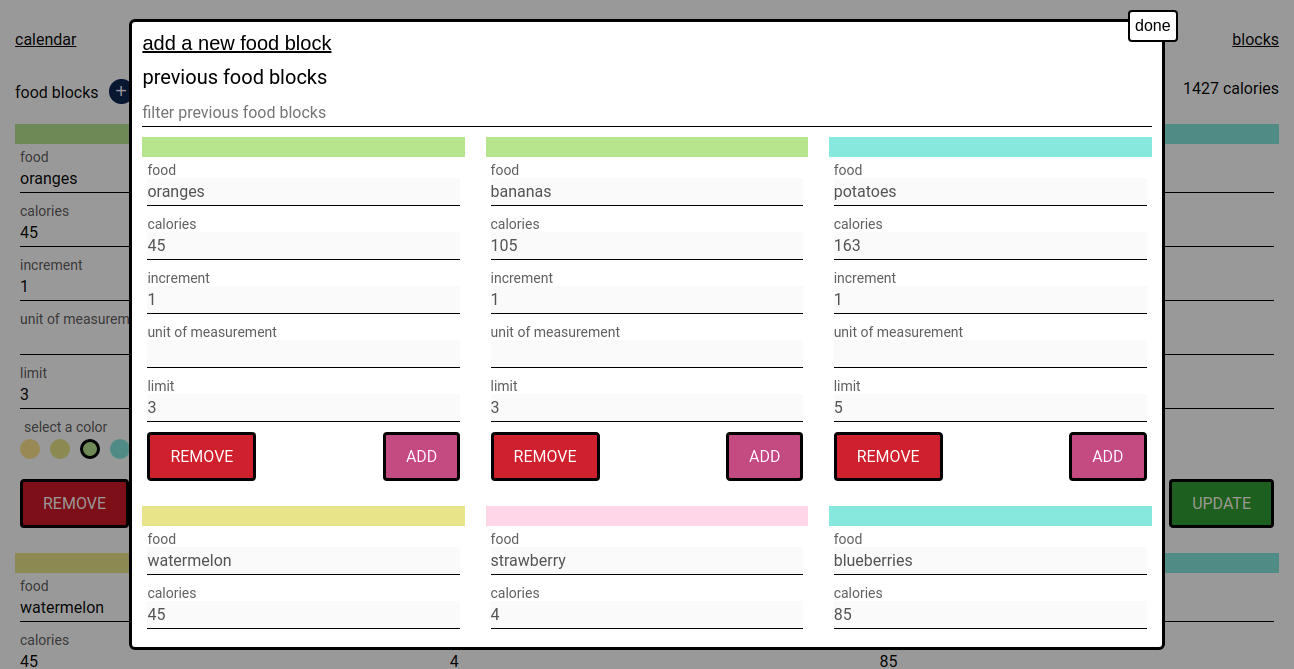 calendar
add a new food block
done
blocks
previous food blocks
food blocks +
1427 calories
filter previous food blocks
food
oranges
calories
45
increment
1
unit of measurem
limit
3
select a color
REMOVE
UPDATE
food
watermelon
calories
45
4
85
food
oranges
calories
45
increment
1
unit of measurement
limit
3
REMOVE
ADD
food
bananas
calories
105
increment
1
unit of measurement
limit
3
REMOVE
ADD
food
potatoes
calories
163
increment
1
unit of measurement
limit
5
REMOVE
ADD
food
watermelon
calories
45
food
strawberry
calories
4
food
blueberries
calories
85